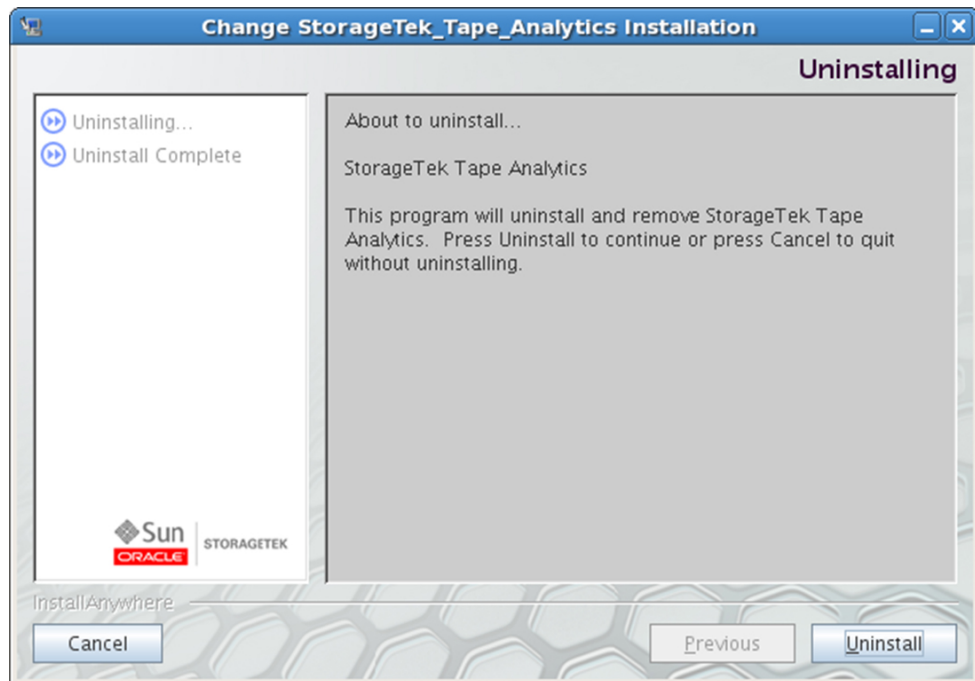 Change StorageTek_Tape_Analytics Installation
Uninstalling
Uninstalling...
Uninstall Complete
About to uninstall...
StorageTek Tape Analytics
This program will uninstall and remove StorageTek Tape
Analytics. Press Uninstall to continue or press Cancel to quit
without uninstalling.
Sun
ORACLE
STORAGETEK
InstallAnywhere
Cancel
Previous
Uninstall